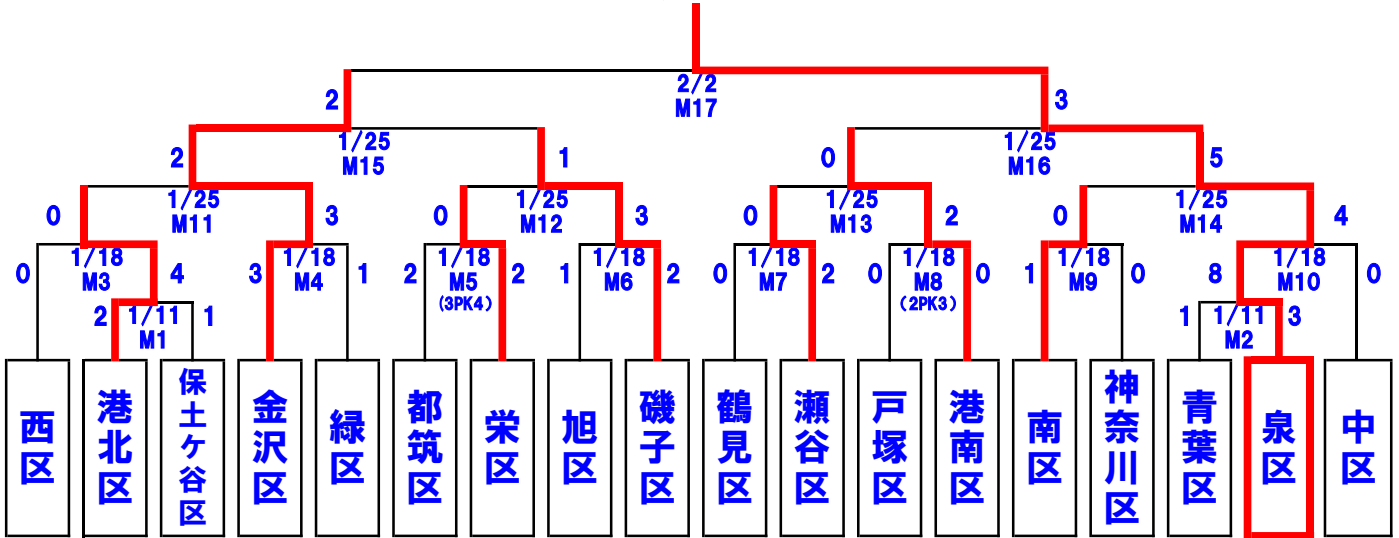 2/2
M17
2
3
1/25
M15
1/25
M16
2
1
0
5
1/25
M11
1/25
M12
1/25
M13
1/25
M14
0
3
0
3
0
2
0
4
1/18
M3
1/18
M4
1/18
M5
(3PK4)
1/18
M6
1/18
M7
1/18
M8
(2PK3)
1/18
M9
1/18
M10
0
4
3
1
2
2
1
2
0
2
0
0
1
0
8
0
2
1/11
M1
1
1
1/11
M2
3
西区
港北区
保土ケ谷区
金沢区
緑区
都筑区
栄区
旭区
磯子区
鶴見区
瀬谷区
戸塚区
港南区
南区
神奈川区
青葉区
泉区
中区